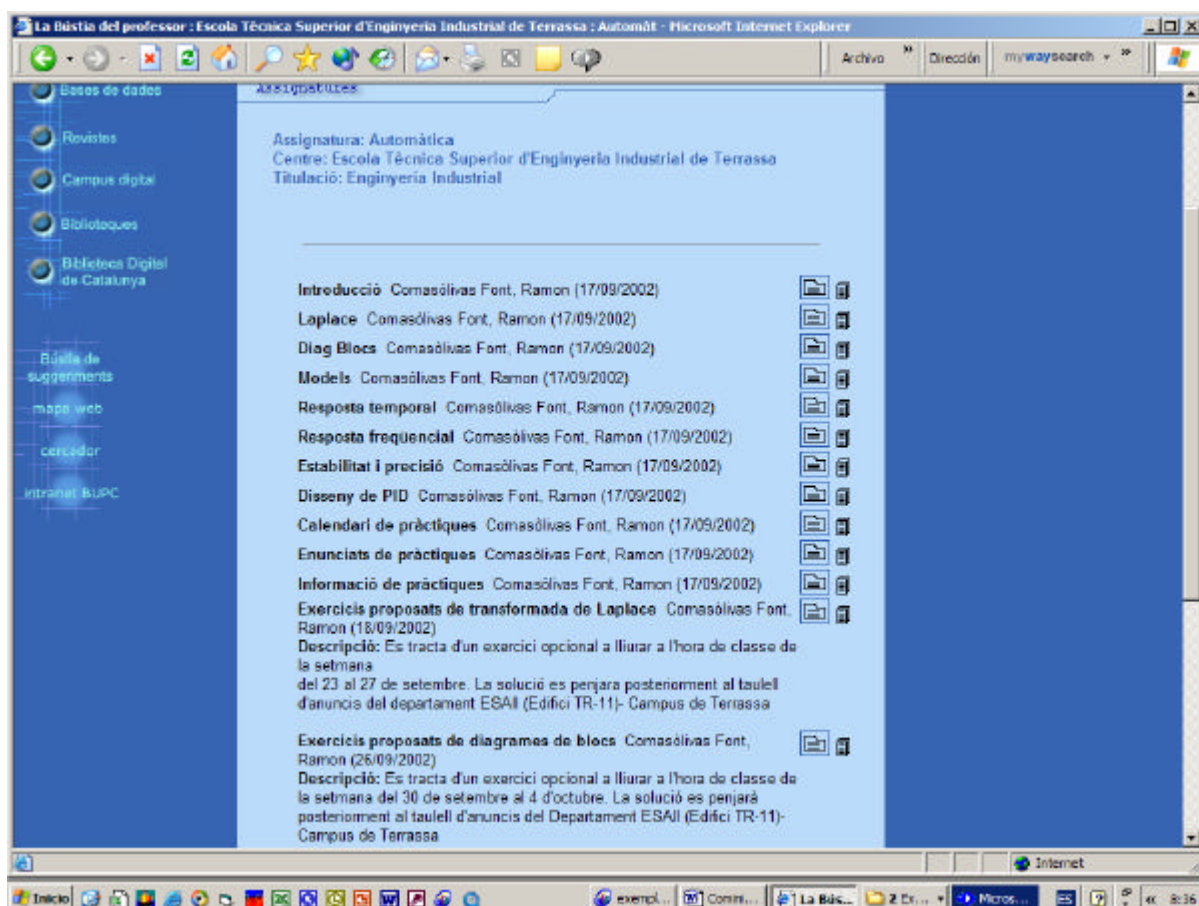 La Bústia del professor : Escola Tècnica Superior d'Enginyeria Industrial de Terrassa : Automàt - Microsoft Internet Explorer
Archivo » Dirección mywaysearch »
Bases de dades
Revistes
Campus digital
Biblioteques
Biblioteca Digital
de Catalunya
Bústia de
suggeriments
mapa web
cercador
intranet BUPC
Assignatures
Assignatura: Automàtica
Centre: Escola Tècnica Superior d'Enginyeria Industrial de Terrassa
Titulació: Enginyeria Industrial
Introducció Comasòlivas Font, Ramon (17/09/2002)
Laplace Comasòlivas Font, Ramon (17/09/2002)
Diag Blocs Comasòlivas Font, Ramon (17/09/2002)
Models Comasòlivas Font, Ramon (17/09/2002)
Resposta temporal Comasòlivas Font, Ramon (17/09/2002)
Resposta freqüencial Comasòlivas Font, Ramon (17/09/2002)
Estabilitat i precisió Comasòlivas Font, Ramon (17/09/2002)
Disseny de PID Comasòlivas Font, Ramon (17/09/2002)
Calendari de pràctiques Comasòlivas Font, Ramon (17/09/2002)
Enunciats de pràctiques Comasòlivas Font, Ramon (17/09/2002)
Informació de pràctiques Comasòlivas Font, Ramon (17/09/2002)
Exercicis proposats de transformada de Laplace Comasòlivas Font,
Ramon (18/09/2002)
Descripció: Es tracta d'un exercici opcional a lliurar a l'hora de classe de
la setmana
del 23 al 27 de setembre. La solució es penjara posteriorment al taulell
d'anuncis del departament ESAII (Edifici TR-11)- Campus de Terrassa
Exercicis proposats de diagrames de blocs Comasòlivas Font,
Ramon (26/09/2002)
Descripció: Es tracta d'un exercici opcional a lliurar a l'hora de classe de
la setmana del 30 de setembre al 4 d'octubre. La solució es penjarà
posteriorment al taulell d'anuncis del Departament ESAII (Edifici TR-11)-
Campus de Terrassa
Internet
Inicio exempl... Comini... La Bús... 2 Ex... Micros... ES « 8:36